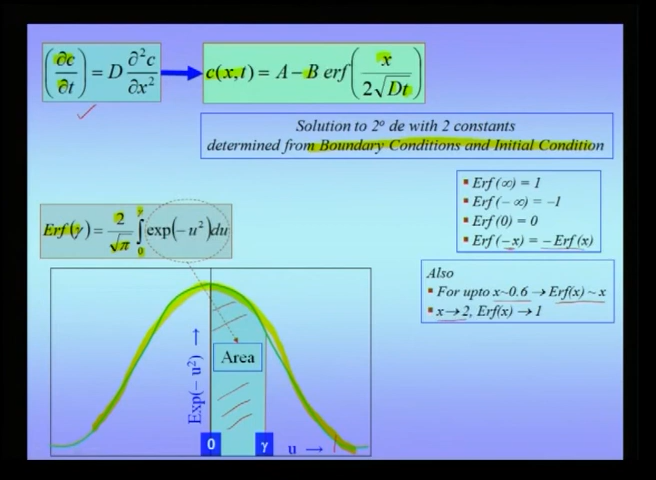 (∂c/∂t) = D ∂²c/∂x²
c(x,t) = A − B erf(x / 2√Dt)
Solution to 2º de with 2 constants
determined from Boundary Conditions and Initial Condition
▪ Erf(∞) = 1
▪ Erf(− ∞) = −1
▪ Erf(0) = 0
▪ Erf(−x) = −Erf(x)
Erf(γ) = 2/√π ∫₀^γ exp(−u²)du
Also
▪ For upto x~0.6 → Erf(x) ~ x
▪ x→2, Erf(x) → 1
Area
Exp(− u²) →
0
γ
u →